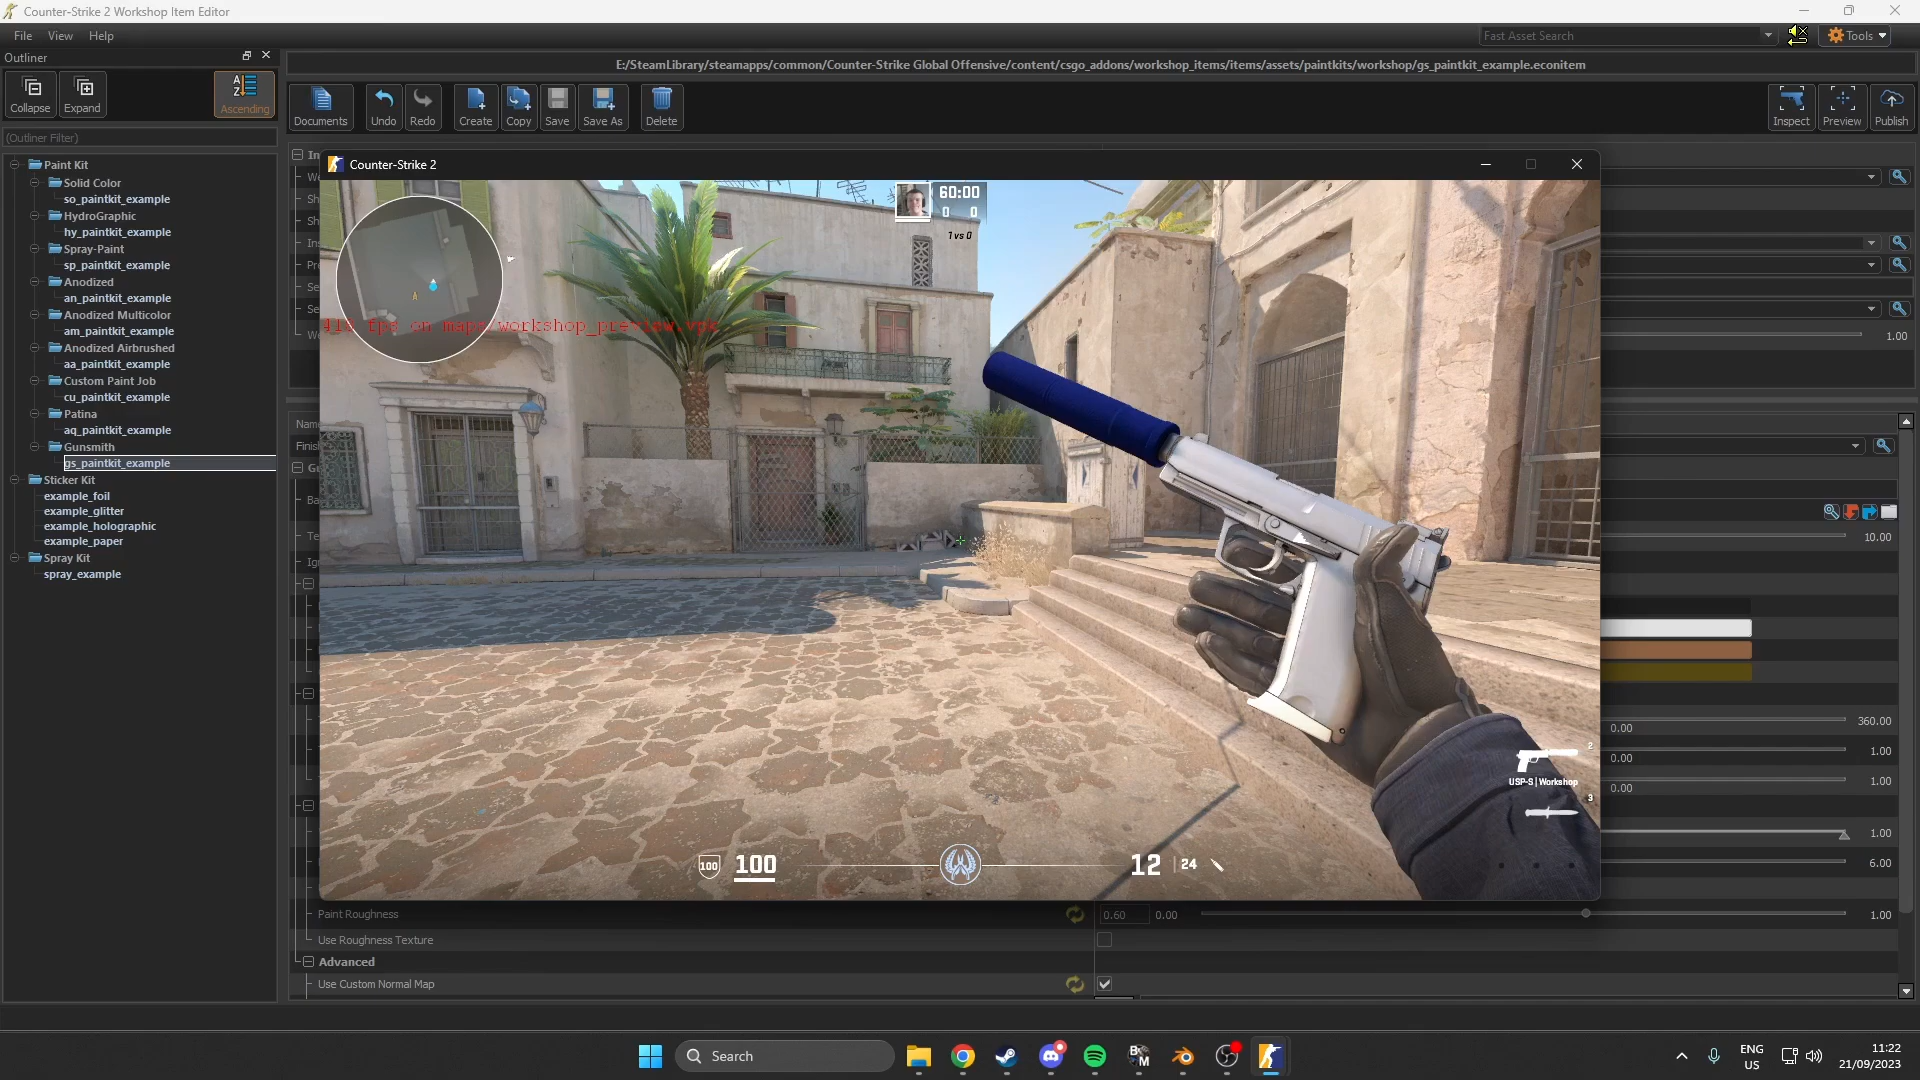 Counter-Strike 2 Workshop Item Editor
File View Help
Fast Asset Search
Tools
Outliner
E:/SteamLibrary/steamapps/common/Counter-Strike Global Offensive/content/csgo_addons/workshop_items/items/assets/paintkits/workshop/gs_paintkit_example.econitem
Collapse Expand Ascending
Documents Undo Redo Create Copy Save Save As Delete
Inspect Preview Publish
(Outliner Filter)
Paint Kit
Solid Color
so_paintkit_example
HydroGraphic
hy_paintkit_example
Spray-Paint
sp_paintkit_example
Anodized
an_paintkit_example
Anodized Multicolor
am_paintkit_example
Anodized Airbrushed
aa_paintkit_example
Custom Paint Job
cu_paintkit_example
Patina
aq_paintkit_example
Gunsmith
gs_paintkit_example
Sticker Kit
example_foil
example_glitter
example_holographic
example_paper
Spray Kit
spray_example
Counter-Strike 2
60:00
0 0
1 vs 0
fps on maps/workshop_preview.vpk
USP-S | Workshop
2
3
100 100
12 24
1.00
10.00
0.00 360.00
0.00 1.00
0.00 1.00
1.00
6.00
Paint Roughness 0.60 0.00 1.00
Use Roughness Texture
Advanced
Use Custom Normal Map
Search
ENG
US
11:22
21/09/2023